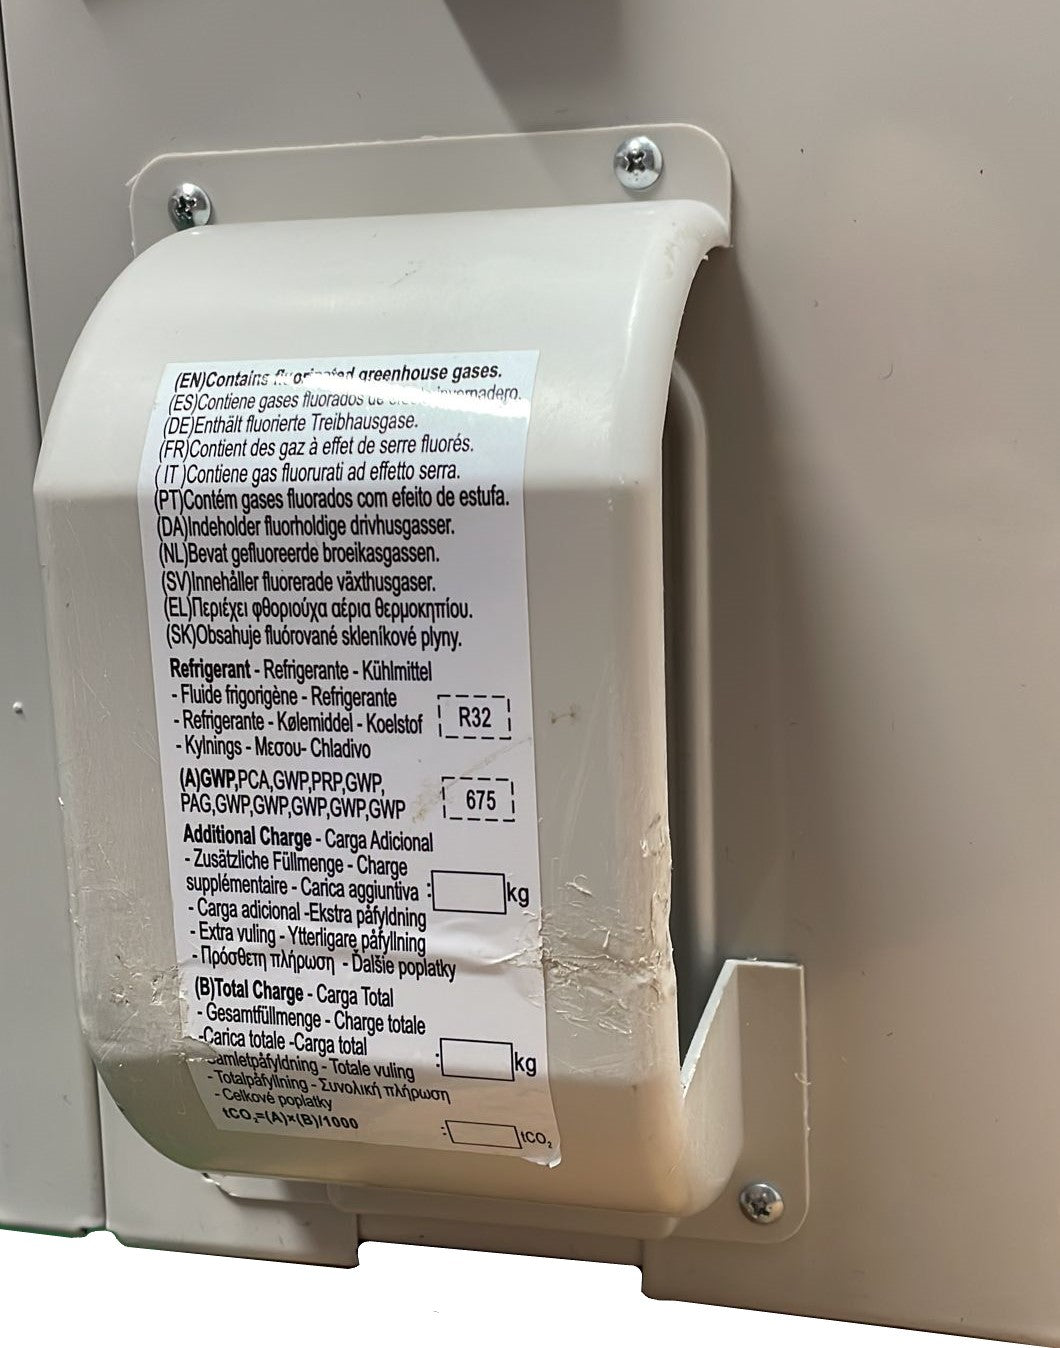 (EN)Contains fluorinated greenhouse gases.
(ES)Contiene gases fluorados de efecto invernadero.
(DE)Enthält fluorierte Treibhausgase.
(FR)Contient des gaz à effet de serre fluorés.
( IT )Contiene gas fluorurati ad effetto serra.
(PT)Contém gases fluorados com efeito de estufa.
(DA)Indeholder fluorholdige drivhusgasser.
(NL)Bevat gefluoreerde broeikasgassen.
(SV)Innehåller fluorerade växthusgaser.
(EL)Περιέχει φθοριούχα αέρια θερμοκηπίου.
(SK)Obsahuje fluórované skleníkové plyny.
Refrigerant - Refrigerante - Kühlmittel
- Fluide frigorigène - Refrigerante
- Refrigerante - Kølemiddel - Koelstof R32
- Kylnings - Μεσου- Chladivo
(A)GWP,PCA,GWP,PRP,GWP,
PAG,GWP,GWP,GWP,GWP,GWP 675
Additional Charge - Carga Adicional
- Zusätzliche Füllmenge - Charge
supplémentaire - Carica aggiuntiva : kg
- Carga adicional -Ekstra påfyldning
- Extra vuling - Ytterligare påfyllning
- Πρόσθετη πλήρωση - Ďalšie poplatky
(B)Total Charge - Carga Total
- Gesamtfüllmenge - Charge totale
-Carica totale -Carga total : kg
amletpåfyldning - Totale vuling
- Totalpåfyllning - Συνολική πλήρωση
- Celkové poplatky
tCO₂=(A)×(B)/1000 : tCO₂